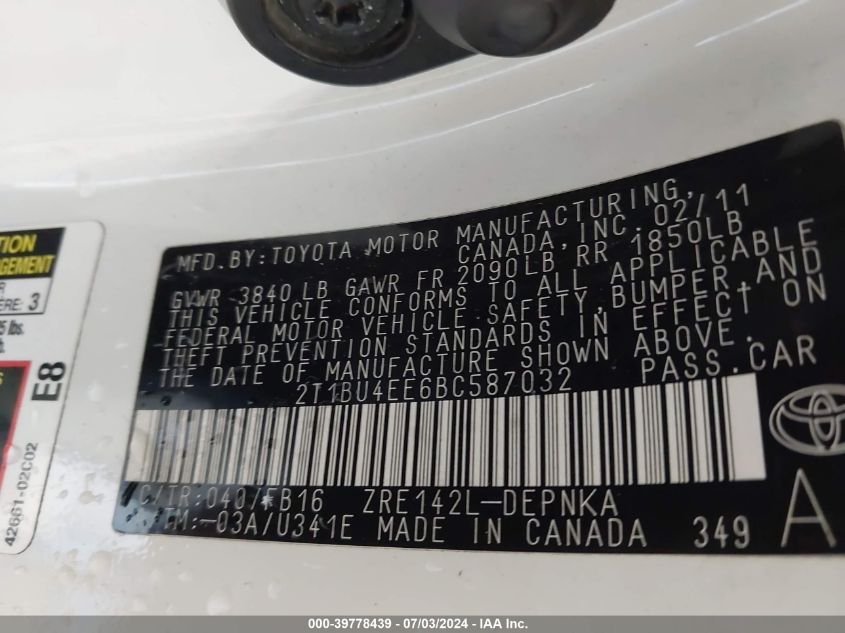 MFD. BY: TOYOTA MOTOR MANUFACTURING,
CANADA, INC. 02/11
GVWR 3840 LB GAWR FR 2090LB RR 1850LB
THIS VEHICLE CONFORMS TO ALL APPLICABLE
FEDERAL MOTOR VEHICLE SAFETY, BUMPER, AND
THEFT PREVENTION STANDARDS IN EFFECT ON
THE DATE OF MANUFACTURE SHOWN ABOVE.
2T1BU4EE6BC587032 PASS. CAR
C/TR: 040/FB16 ZRE142L-DEPNKA A
TM: -03A/U341E MADE IN CANADA 349
3
lbs.
E8
42661-02C02
000-39778439 - 07/03/2024 - IAA Inc.